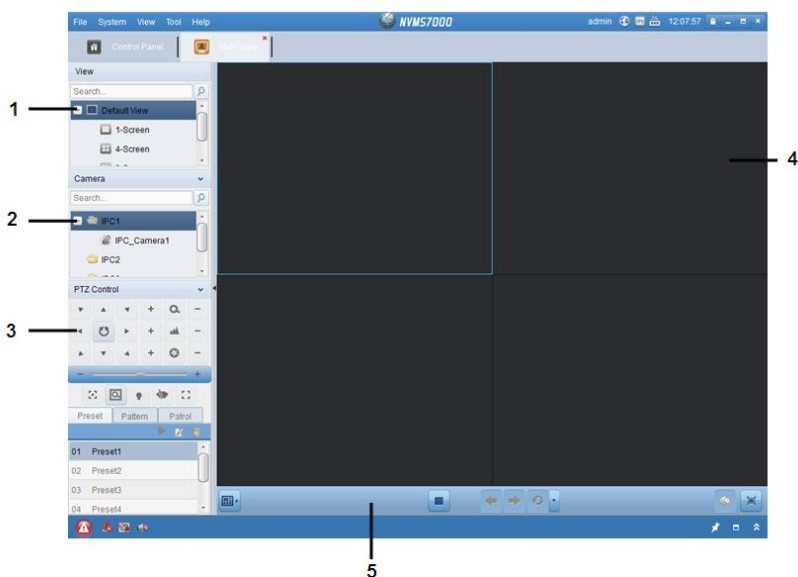 File System View Tool Help NVMS7000 admin 12:07:57
Control Panel Main View
View
Search...
1
Default View
1-Screen
4-Screen
4
Camera
Search...
2
IPC1
IPC_Camera1
IPC2
PTZ Control
3
Preset Pattern Patrol
01 Preset1
02 Preset2
03 Preset3
04 Preset4
5